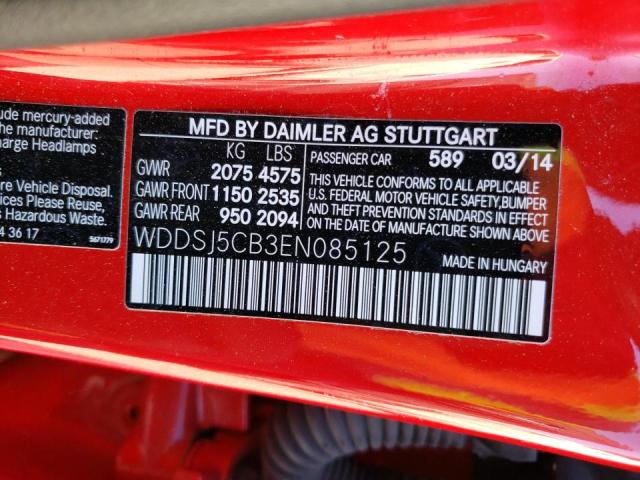 ude mercury-added
he manufacturer:
harge Headlamps
re Vehicle Disposal.
s Please Reuse,
s Hazardous Waste.
4 36 17
5671779
MFD BY DAIMLER AG STUTTGART
KG LBS
GVWR 2075 4575
GAWR FRONT 1150 2535
GAWR REAR 950 2094
PASSENGER CAR 589 03/14
THIS VEHICLE CONFORMS TO ALL APPLICABLE
U.S. FEDERAL MOTOR VEHICLE SAFETY,BUMPER
AND THEFT PREVENTION STANDARDS IN EFFECT
ON THE DATE OF MANUFACTURE SHOWN ABOVE
WDDSJ5CB3EN085125
MADE IN HUNGARY